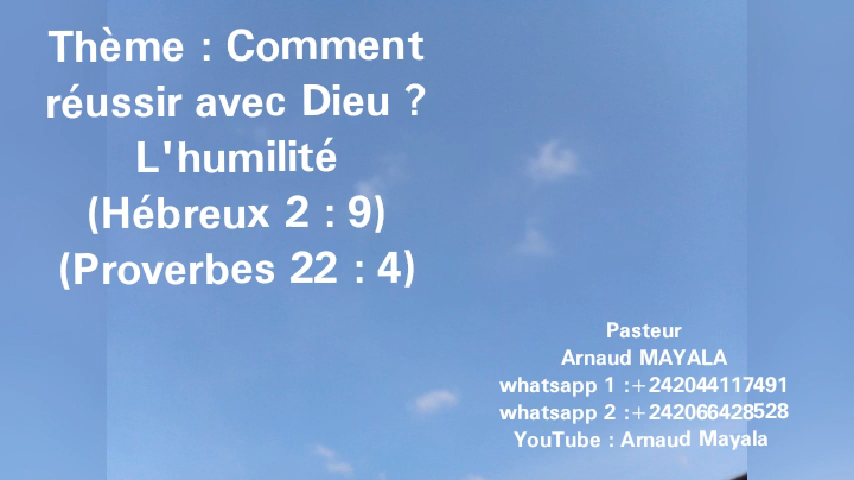 Thème : Comment
réussir avec Dieu ?
L'humilité
(Hébreux 2 : 9)
(Proverbes 22 : 4)
Pasteur
Arnaud MAYALA
whatsapp 1 :+242044117491
whatsapp 2 :+242066428528
YouTube : Arnaud Mayala